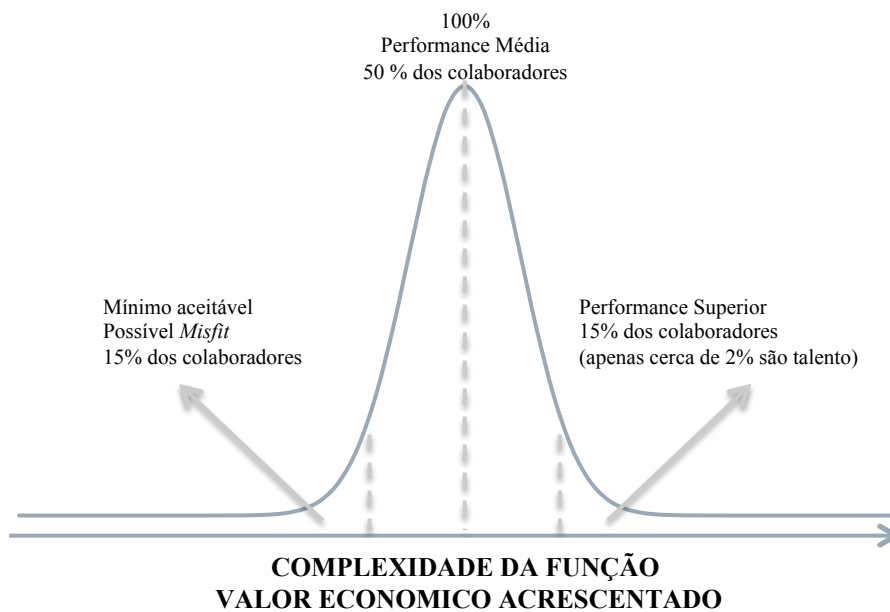 100%
Performance Média
50 % dos colaboradores
Mínimo aceitável
Possível Misfit
15% dos colaboradores
Performance Superior
15% dos colaboradores
(apenas cerca de 2% são talento)
COMPLEXIDADE DA FUNÇÃO
VALOR ECONOMICO ACRESCENTADO